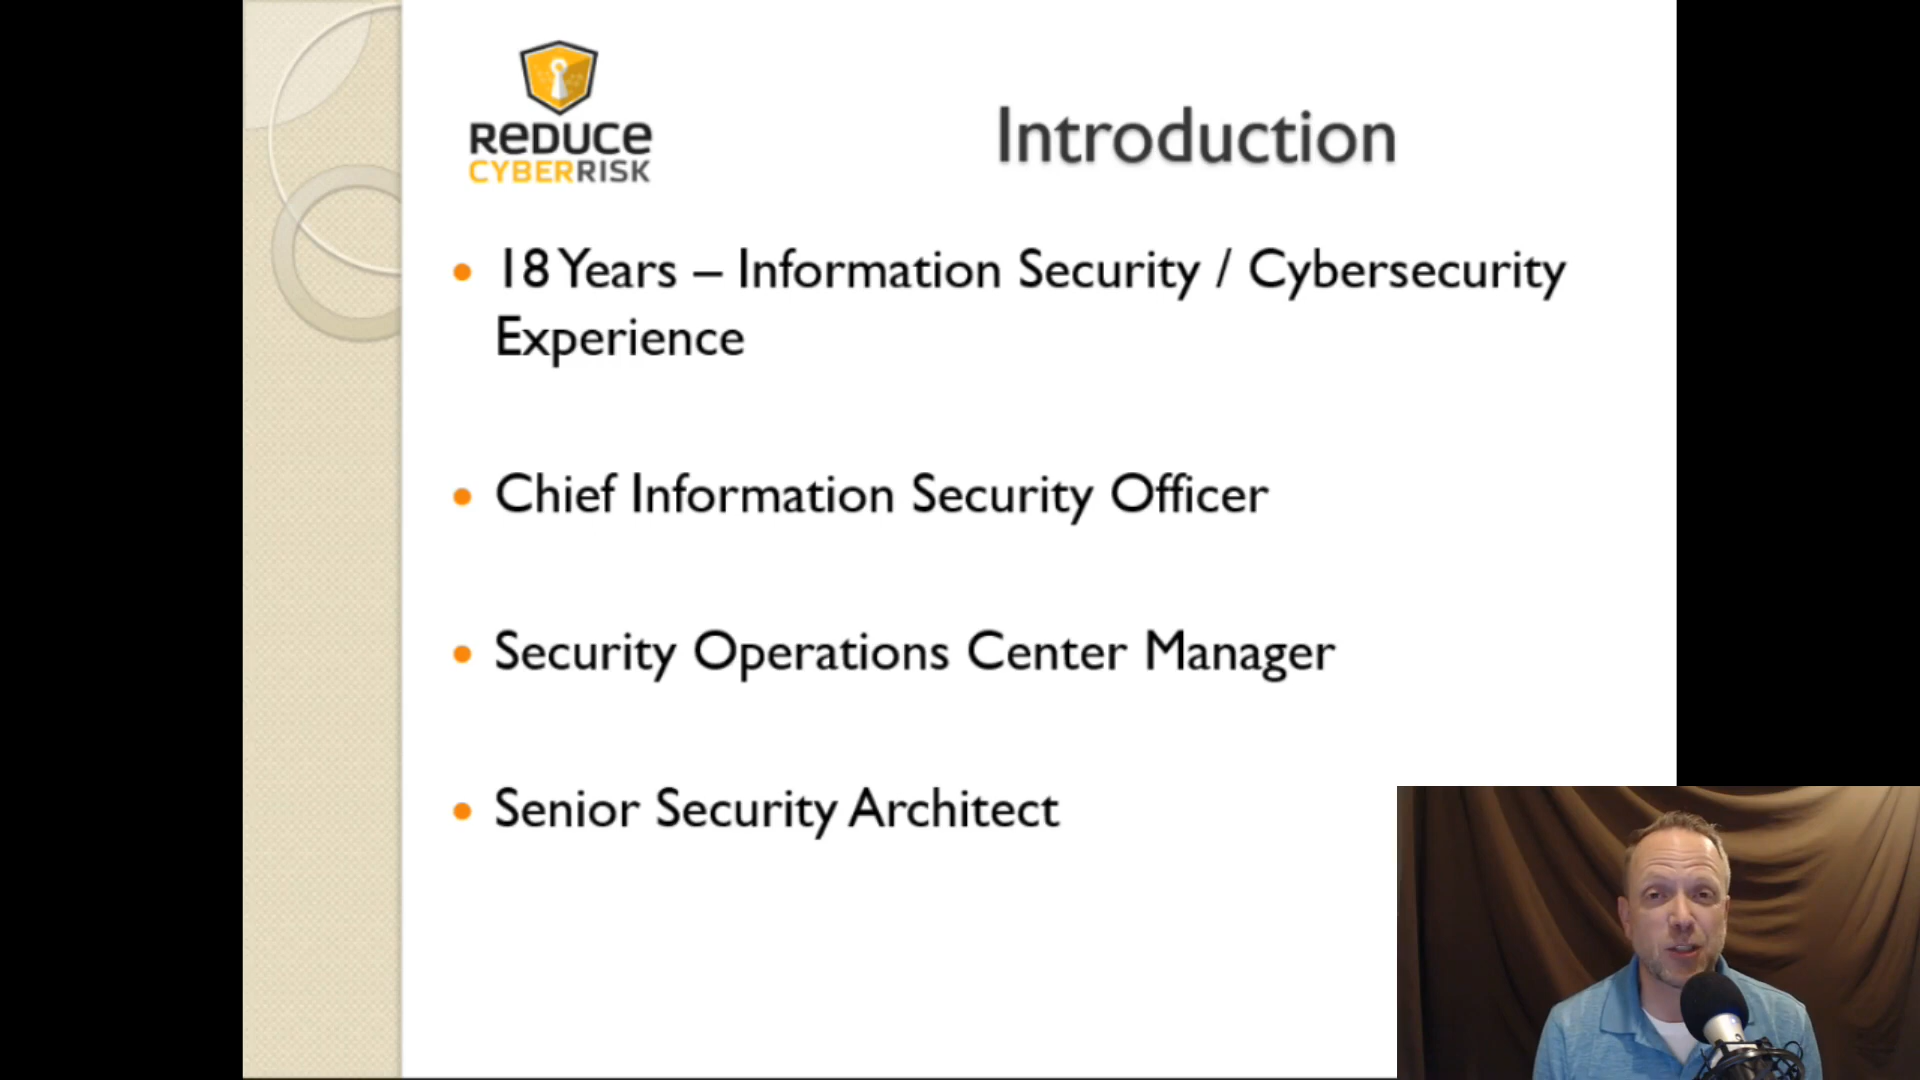 REDUCE
CYBERRISK
Introduction
18 Years – Information Security / Cybersecurity
Experience
Chief Information Security Officer
Security Operations Center Manager
Senior Security Architect